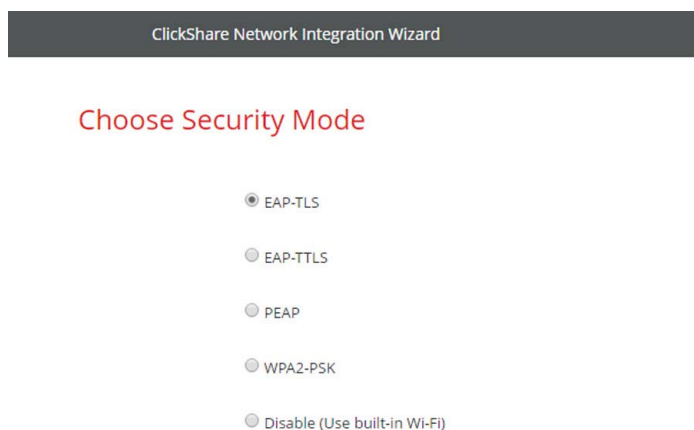 ClickShare Network Integration Wizard
Choose Security Mode
EAP-TLS
EAP-TTLS
PEAP
WPA2-PSK
Disable (Use built-in Wi-Fi)